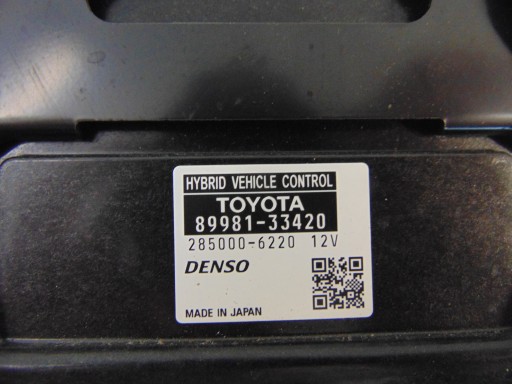 HYBRID VEHICLE CONTROL
TOYOTA
89981-33420
285000-6220 12V
DENSO
MADE IN JAPAN